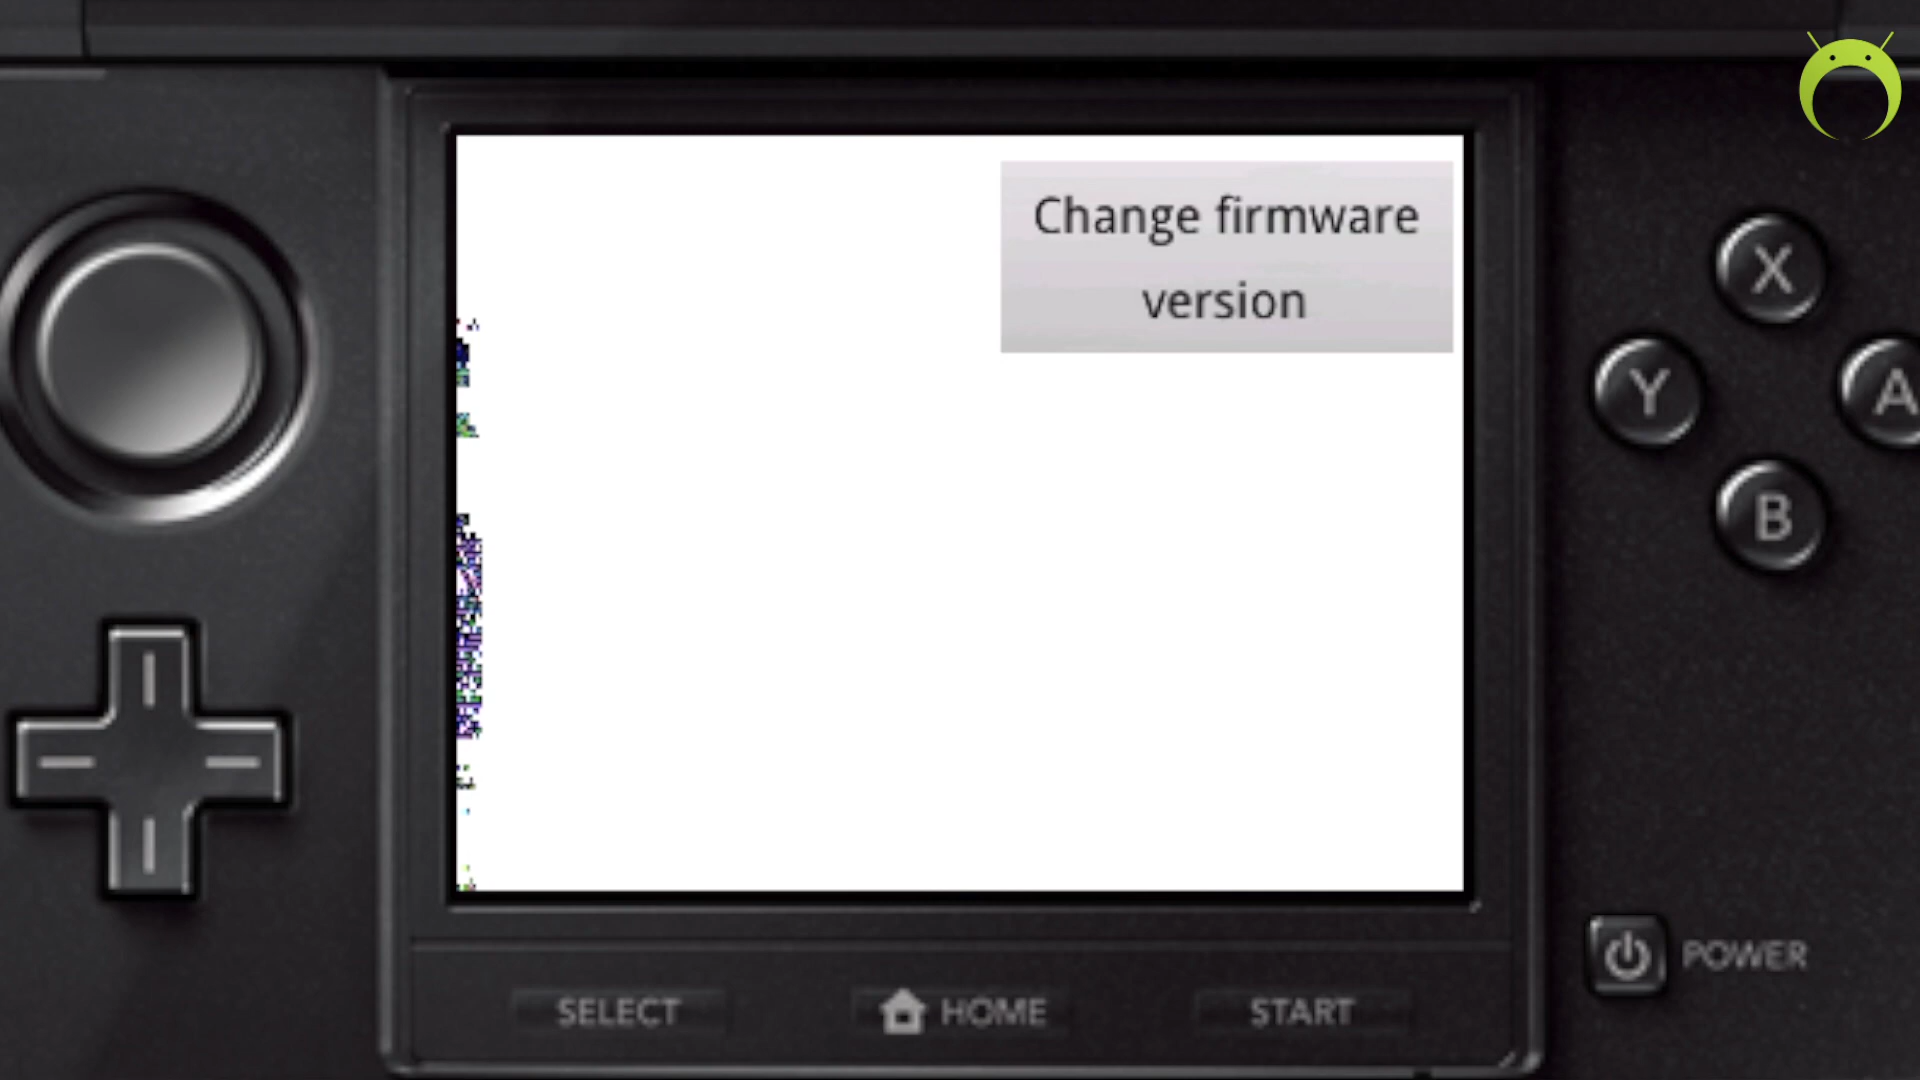 Change firmware
version
X
Y
A
B
POWER
SELECT
HOME
START